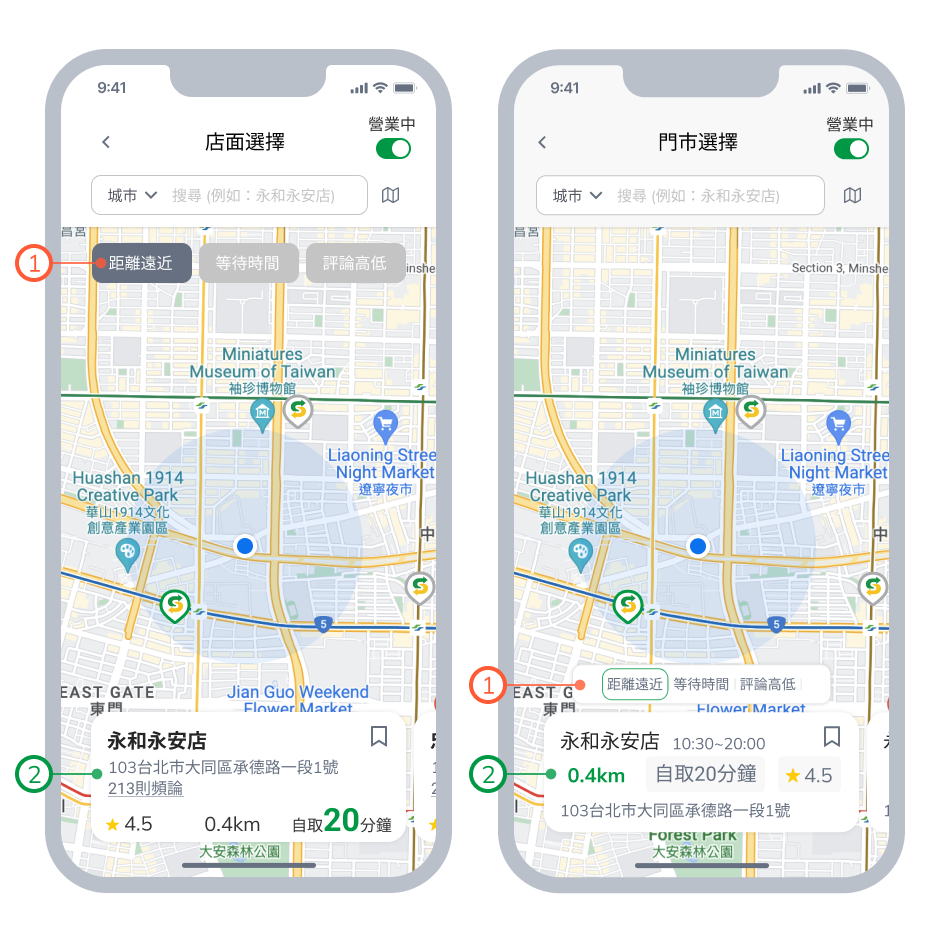 9:41
營業中
店面選擇
城市
搜尋 (例如：永和永安店)
昌宮
距離遠近
等待時間
評論高低
inshe
1
Miniatures
Museum of Taiwan
袖珍博物館
Liaoning Stree
Night Market
遼寧夜市
Huashan 1914
Creative Park
華山1914文化
創意產業園區
中
5
EAST GATE
東門
Jian Guo Weekend
Flower Market
永和永安店
103台北市大同區承德路一段1號
213則頻論
2
4.5
0.4km
自取20分鐘
大安森林公園
9:41
營業中
門市選擇
城市
搜尋 (例如：永和永安店)
昌宮
Section 3, Minshe
Miniatures
Museum of Taiwan
袖珍博物館
Liaoning Stree
Night Market
遼寧夜市
Huashan 1914
Creative Park
華山1914文化
創意產業園區
中
5
1
距離遠近
等待時間
評論高低
EAST G
東門
Flower Market
永和永安店
10:30~20:00
2
0.4km
自取20分鐘
4.5
103台北市大同區承德路一段1號
Forest Park
大安森林公園